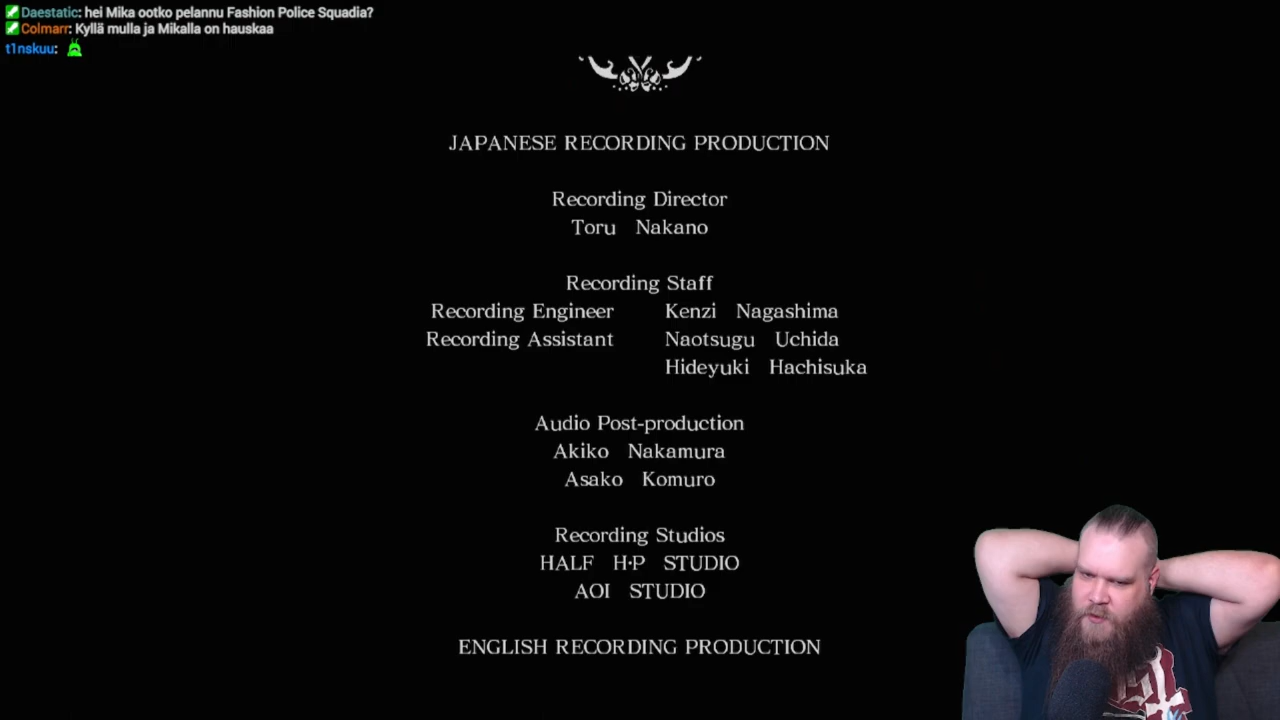 Daestatic: hei Mika ootko pelannu Fashion Police Squadia?
Colmarr: Kyllä mulla ja Mikalla on hauskaa
t1nskuu:
JAPANESE RECORDING PRODUCTION
Recording Director
Toru Nakano
Recording Staff
Recording Engineer Kenzi Nagashima
Recording Assistant Naotsugu Uchida
Hideyuki Hachisuka
Audio Post-production
Akiko Nakamura
Asako Komuro
Recording Studios
HALF H·P STUDIO
AOI STUDIO
ENGLISH RECORDING PRODUCTION